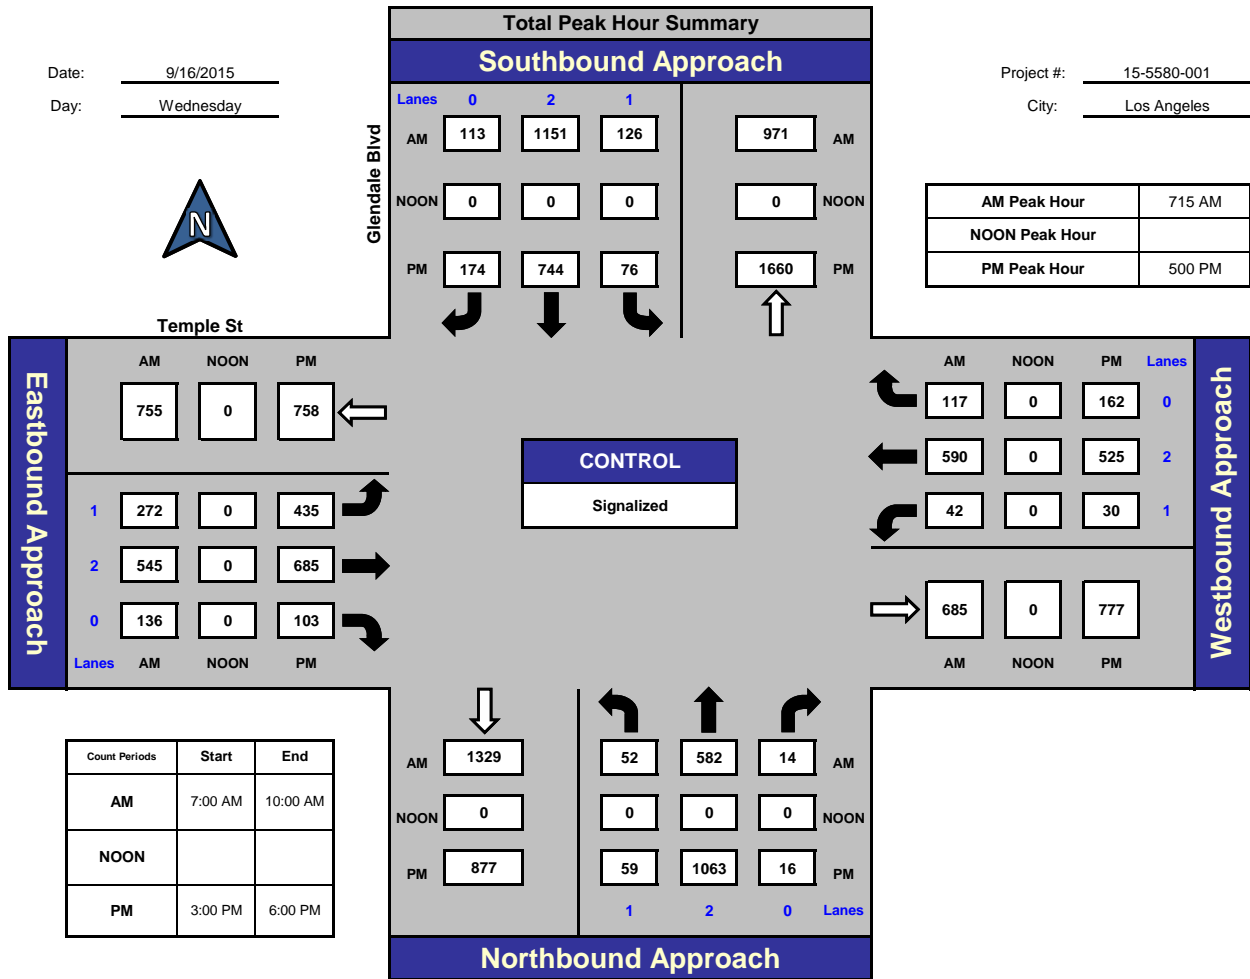 Total Peak Hour Summary
Southbound Approach
Date: 9/16/2015
Day: Wednesday
Project #: 15-5580-001
City: Los Angeles
Glendale Blvd
Lanes 0 2 1
AM 113 1151 126 971 AM
NOON 0 0 0 0 NOON
PM 174 744 76 1660 PM
N
AM Peak Hour 715 AM
NOON Peak Hour
PM Peak Hour 500 PM
Temple St
Eastbound Approach
AM NOON PM
755 0 758
1 272 0 435
2 545 0 685
0 136 0 103
Lanes AM NOON PM
CONTROL
Signalized
AM NOON PM Lanes
117 0 162 0
590 0 525 2
42 0 30 1
685 0 777
AM NOON PM
Westbound Approach
Count Periods Start End
AM 7:00 AM 10:00 AM
NOON
PM 3:00 PM 6:00 PM
AM 1329 52 582 14 AM
NOON 0 0 0 0 NOON
PM 877 59 1063 16 PM
1 2 0 Lanes
Northbound Approach